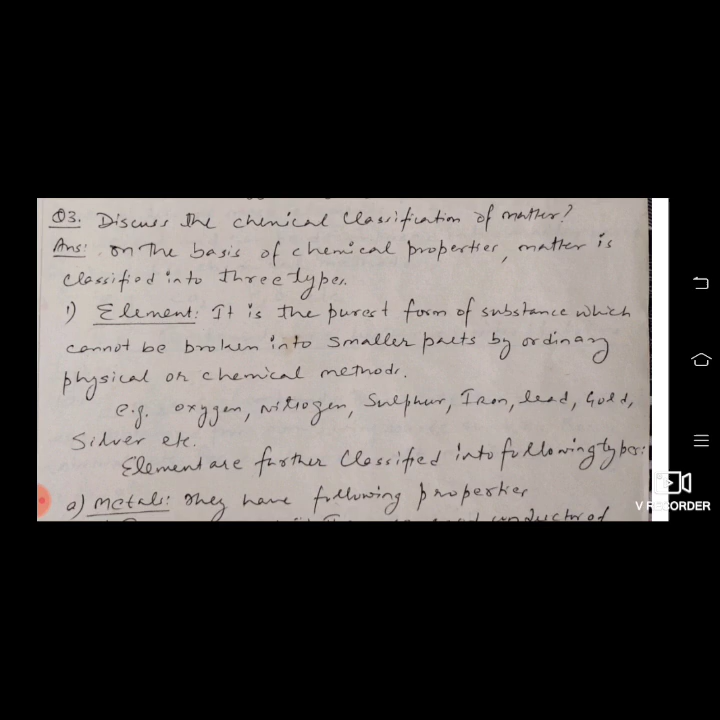 Q3. Discuss the chemical classification of matter?
Ans: on the basis of chemical properties, matter is
classified into three types.
1) Element: It is the purest form of substance which
cannot be broken into smaller parts by ordinary
physical or chemical methods.
e.g. oxygen, nitrogen, Sulphur, Iron, lead, Gold,
Silver etc.
Element are further classified into following types:
a) metals: They have following properties
conductor of
V RECORDER